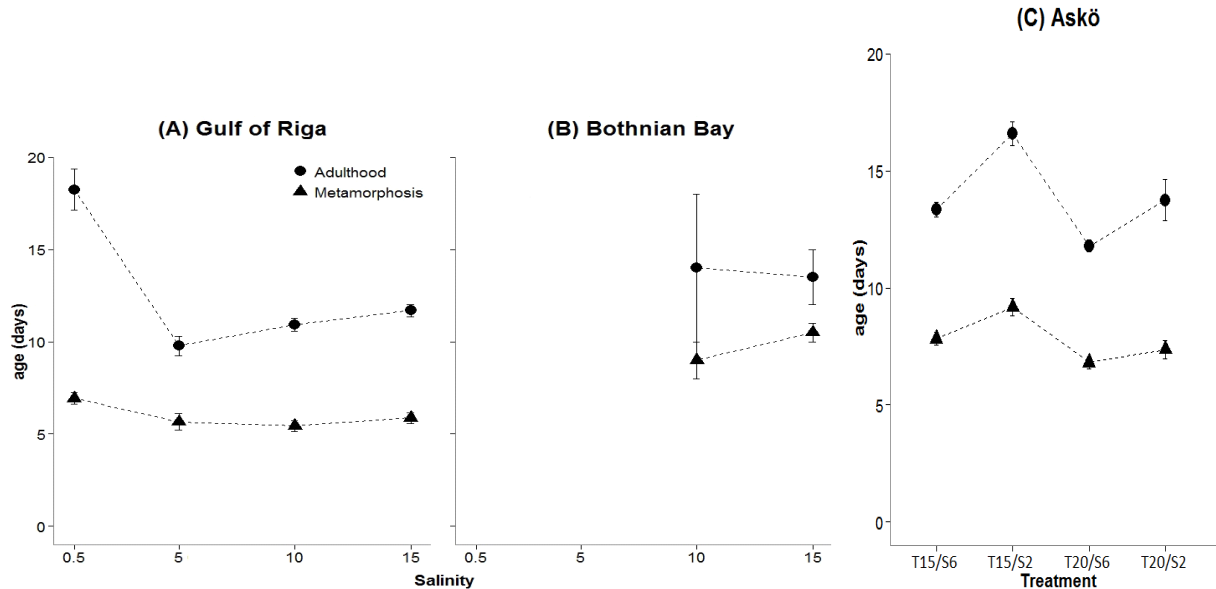 (C) Askö
(A) Gulf of Riga
(B) Bothnian Bay
Adulthood
Metamorphosis
age (days)
20
15
10
5
0
0.5
5
10
15
0.5
5
10
15
Salinity
age (days)
20
15
10
5
0
T15/S6
T15/S2
T20/S6
T20/S2
Treatment